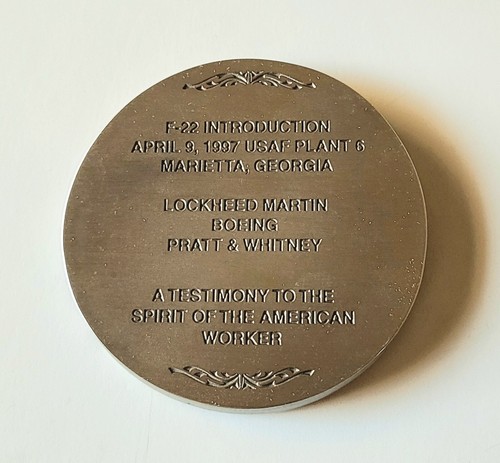 F-22 INTRODUCTION
APRIL 9, 1997 USAF PLANT 6
MARIETTA, GEORGIA
LOCKHEED MARTIN
BOEING
PRATT & WHITNEY
A TESTIMONY TO THE
SPIRIT OF THE AMERICAN
WORKER